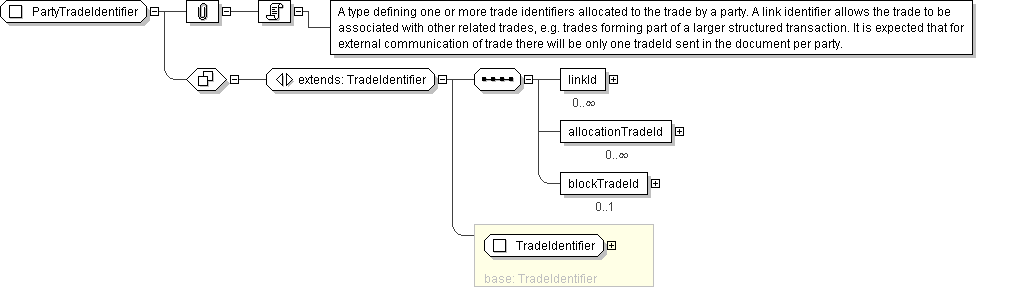 PartyTradeIdentifier
A type defining one or more trade identifiers allocated to the trade by a party. A link identifier allows the trade to be
associated with other related trades, e.g. trades forming part of a larger structured transaction. It is expected that for
external communication of trade there will be only one tradeId sent in the document per party.
extends: TradeIdentifier
linkId
0..∞
allocationTradeId
0..∞
blockTradeId
0..1
TradeIdentifier
base: TradeIdentifier